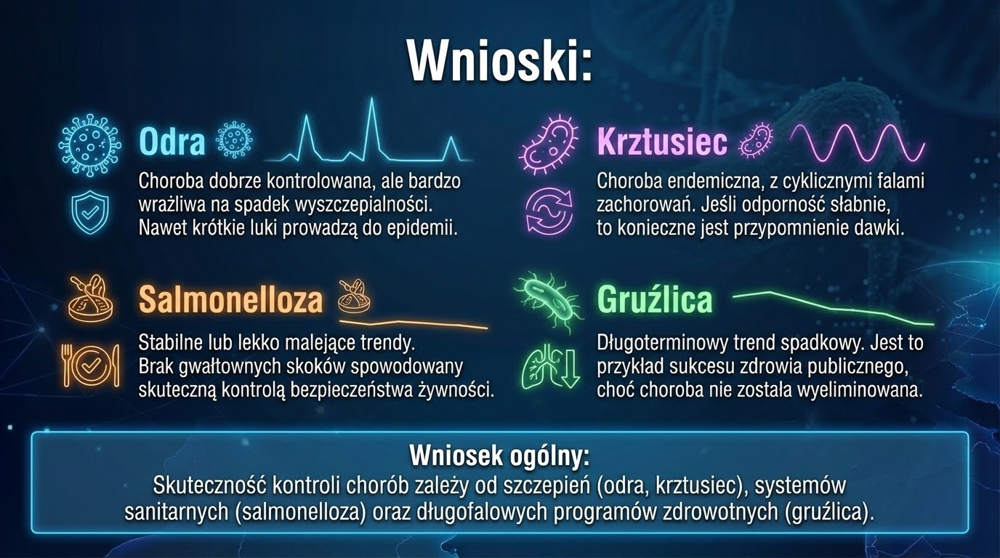 Wnioski:
Odra
Choroba dobrze kontrolowana, ale bardzo
wrażliwa na spadek wyszczepialności.
Nawet krótkie luki prowadzą do epidemii.
Krztusiec
Choroba endemiczna, z cyklicznymi falami
zachorowań. Jeśli odporność słabnie,
to konieczne jest przypomnienie dawki.
Salmonelloza
Stabilne lub lekko malejące trendy.
Brak gwałtownych skoków spowodowany
skuteczną kontrolą bezpieczeństwa żywności.
Gruźlica
Długoterminowy trend spadkowy. Jest to
przykład sukcesu zdrowia publicznego,
choć choroba nie została wyeliminowana.
Wniosek ogólny:
Skuteczność kontroli chorób zależy od szczepień (odra, krztusiec), systemów
sanitarnych (salmonelloza) oraz długofalowych programów zdrowotnych (gruźlica).